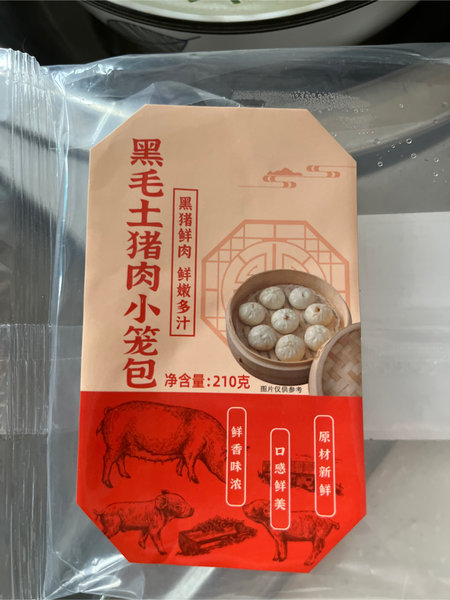 黑毛土猪肉小笼包
黑猪鲜肉 鲜嫩多汁
净含量:210克
图片仅供参考
鲜香味浓
口感鲜美
原材新鲜